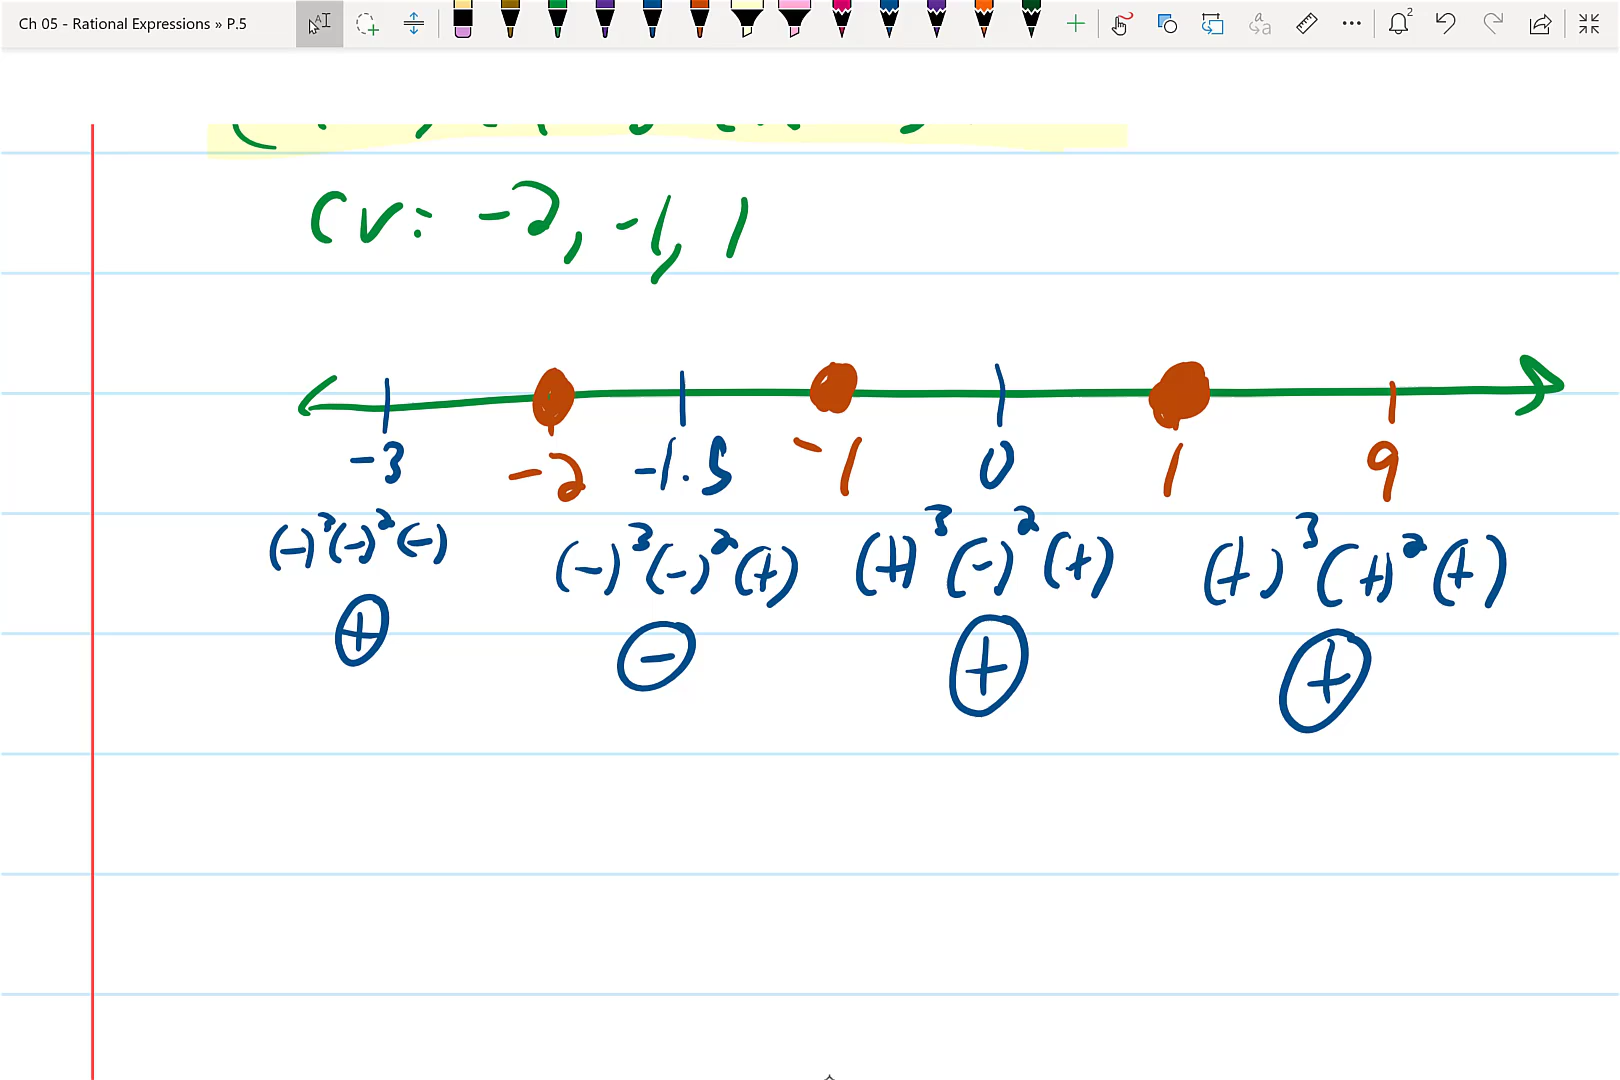 Ch 05 - Rational Expressions » P.5
2
CV: -2, -1, 1
-3 -2 -1.5 -1 0 1 9
(-)³(-)²(-) (-)³(-)²(+) (+)³(-)²(+) (+)³(+)²(+)
+ - + +